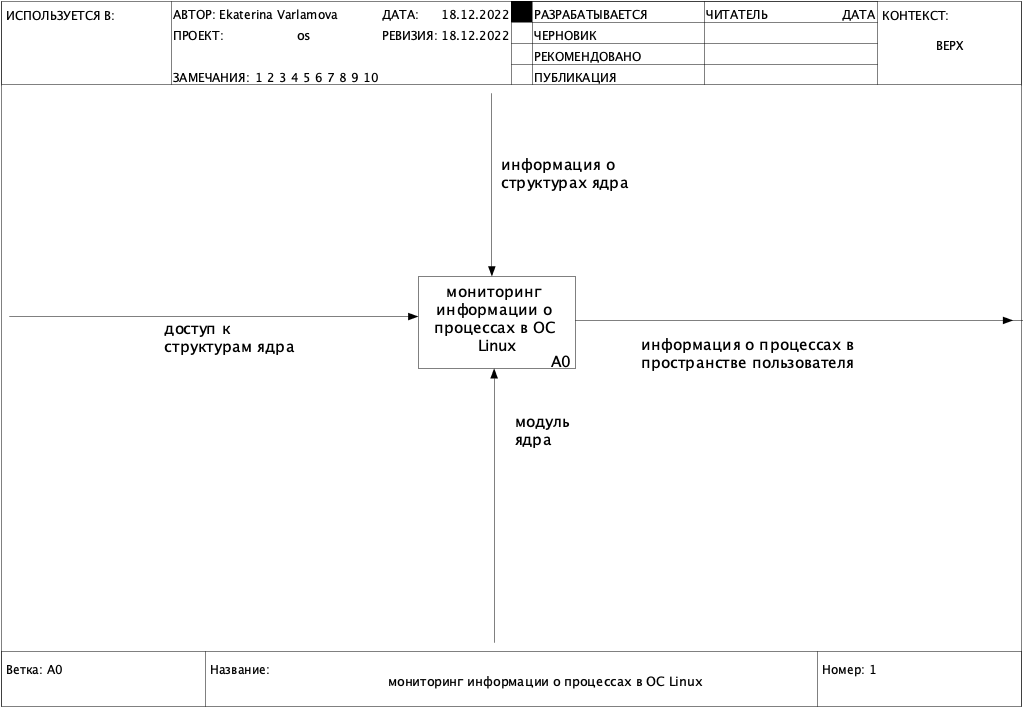 ИСПОЛЬЗУЕТСЯ В:
АВТОР: Ekaterina Varlamova
ДАТА: 18.12.2022
ПРОЕКТ: os
РЕВИЗИЯ: 18.12.2022
ЗАМЕЧАНИЯ: 1 2 3 4 5 6 7 8 9 10
РАЗРАБАТЫВАЕТСЯ
ЧЕРНОВИК
РЕКОМЕНДОВАНО
ПУБЛИКАЦИЯ
ЧИТАТЕЛЬ
ДАТА
КОНТЕКСТ:
ВЕРХ
информация о
структурах ядра
мониторинг
информации о
процессах в ОС
Linux
A0
доступ к
структурам ядра
информация о процессах в
пространстве пользователя
модуль
ядра
Ветка: A0
Название:
мониторинг информации о процессах в ОС Linux
Номер: 1